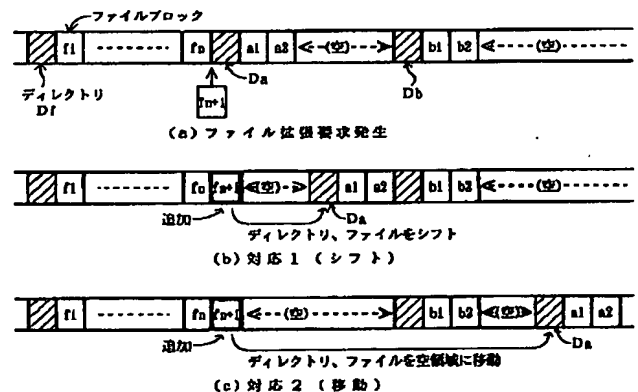 ファイルブロック
f1 fn a1 a2 (空) b1 b2 (空)
ディレクトリ
Df
fn+1
Da
Db
(a) ファイル拡張要求発生
f1 fn fn+1 (空) a1 a2 b1 b2 (空)
追加
Da
ディレクトリ、ファイルをシフト
(b) 対応1 (シフト)
f1 fn fn+1 (空) b1 b2 (空) a1 a2
追加
Da
ディレクトリ、ファイルを空領域に移動
(c) 対応2 (移動)